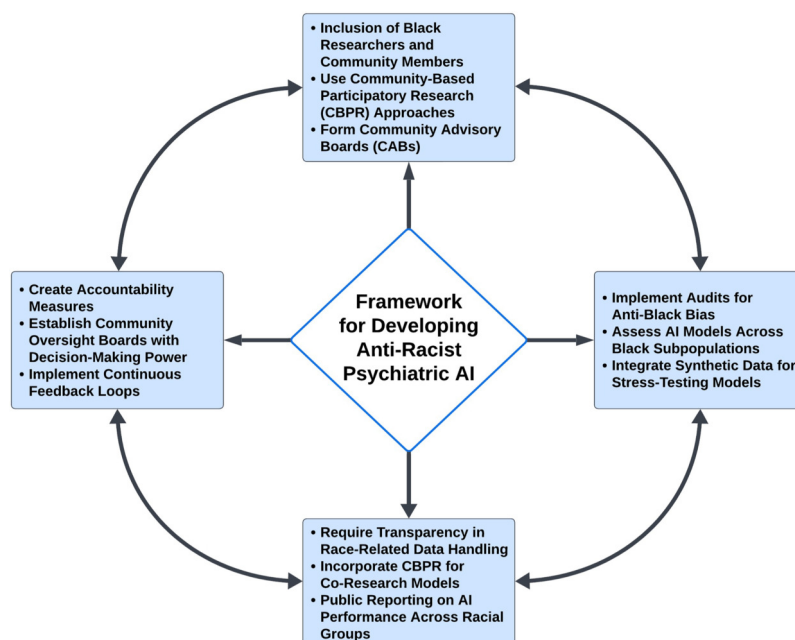 • Inclusion of Black
Researchers and
Community Members
• Use Community-Based
Participatory Research
(CBPR) Approaches
• Form Community Advisory
Boards (CABs)
• Create Accountability
Measures
• Establish Community
Oversight Boards with
Decision-Making Power
• Implement Continuous
Feedback Loops
Framework
for Developing
Anti-Racist
Psychiatric AI
• Implement Audits for
Anti-Black Bias
• Assess AI Models Across
Black Subpopulations
• Integrate Synthetic Data for
Stress-Testing Models
• Require Transparency in
Race-Related Data Handling
• Incorporate CBPR for
Co-Research Models
• Public Reporting on AI
Performance Across Racial
Groups